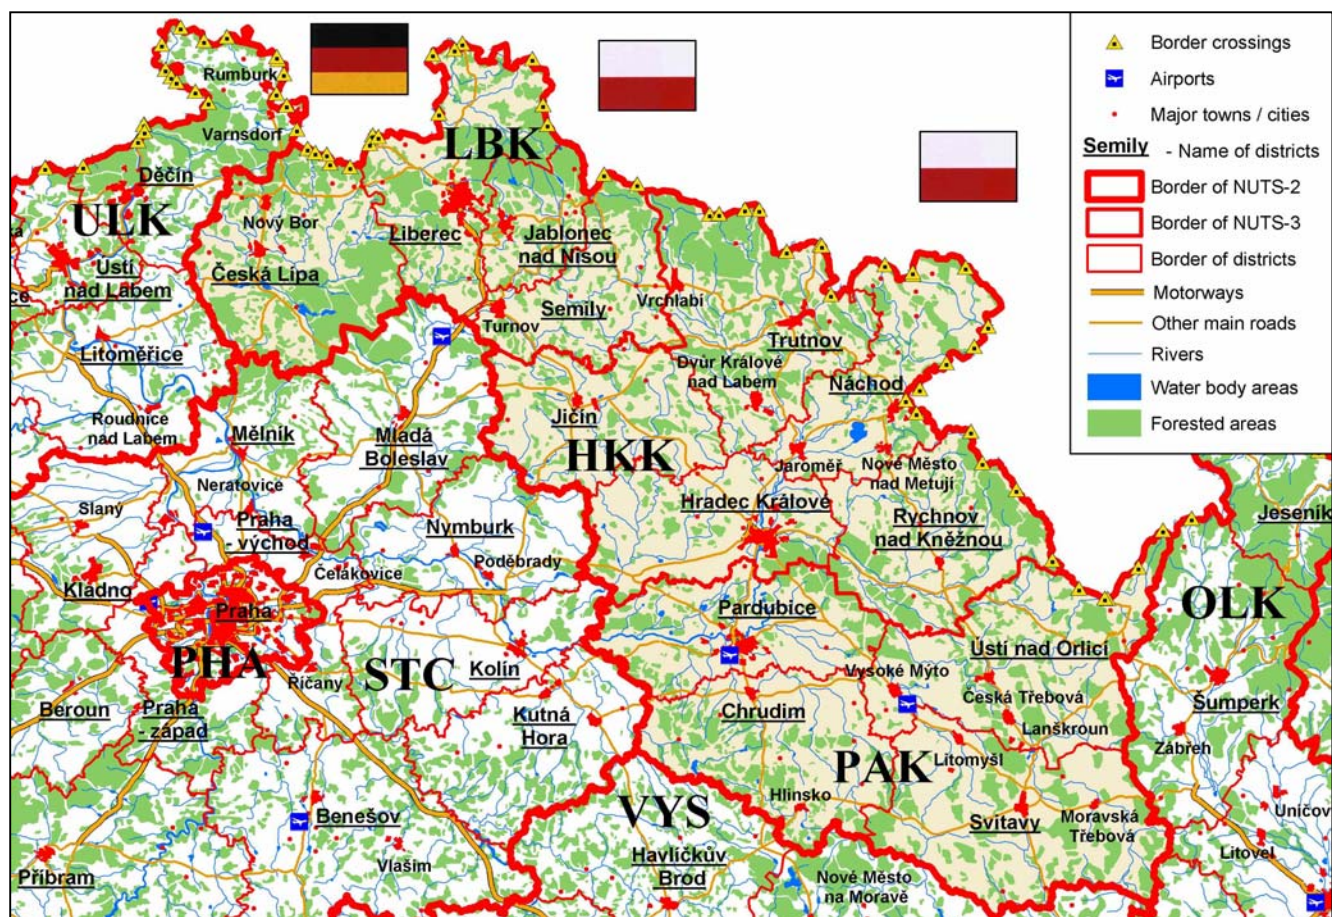 Border crossings
Airports
Major towns / cities
Semily - Name of districts
Border of NUTS-2
Border of NUTS-3
Border of districts
Motorways
Other main roads
Rivers
Water body areas
Forested areas
Rumburk
Varnsdorf
LBK
Děčín
ULK
Nový Bor
Liberec
Jablonec
nad Nisou
Ústí
nad Labem
Česká Lípa
Semily
Vrchlabí
Turnov
Trutnov
Litoměřice
Dvůr Králové
nad Labem
Náchod
Roudnice
nad Labem
Jičín
Mělník
Mladá
Boleslav
HKK
Jaroměř
Nové Město
nad Metují
Neratovice
Slaný
Hradec Králové
Praha
- východ
Nymburk
Rychnov
nad Kněžnou
Jeseník
Poděbrady
Čelákovice
Kladno
Praha
Pardubice
OLK
PHA
STC
Kolín
Ústí nad Orlicí
Říčany
Vysoké Mýto
Česká Třebová
Šumperk
Beroun
Praha
- západ
Kutná
Hora
Chrudim
Lanškroun
Zábřeh
PAK
Litomyšl
VYS
Hlinsko
Benešov
Svitavy
Moravská
Třebová
Uničov
Vlašim
Havlíčkův
Brod
Litovel
Příbram
Nové Město
na Moravě